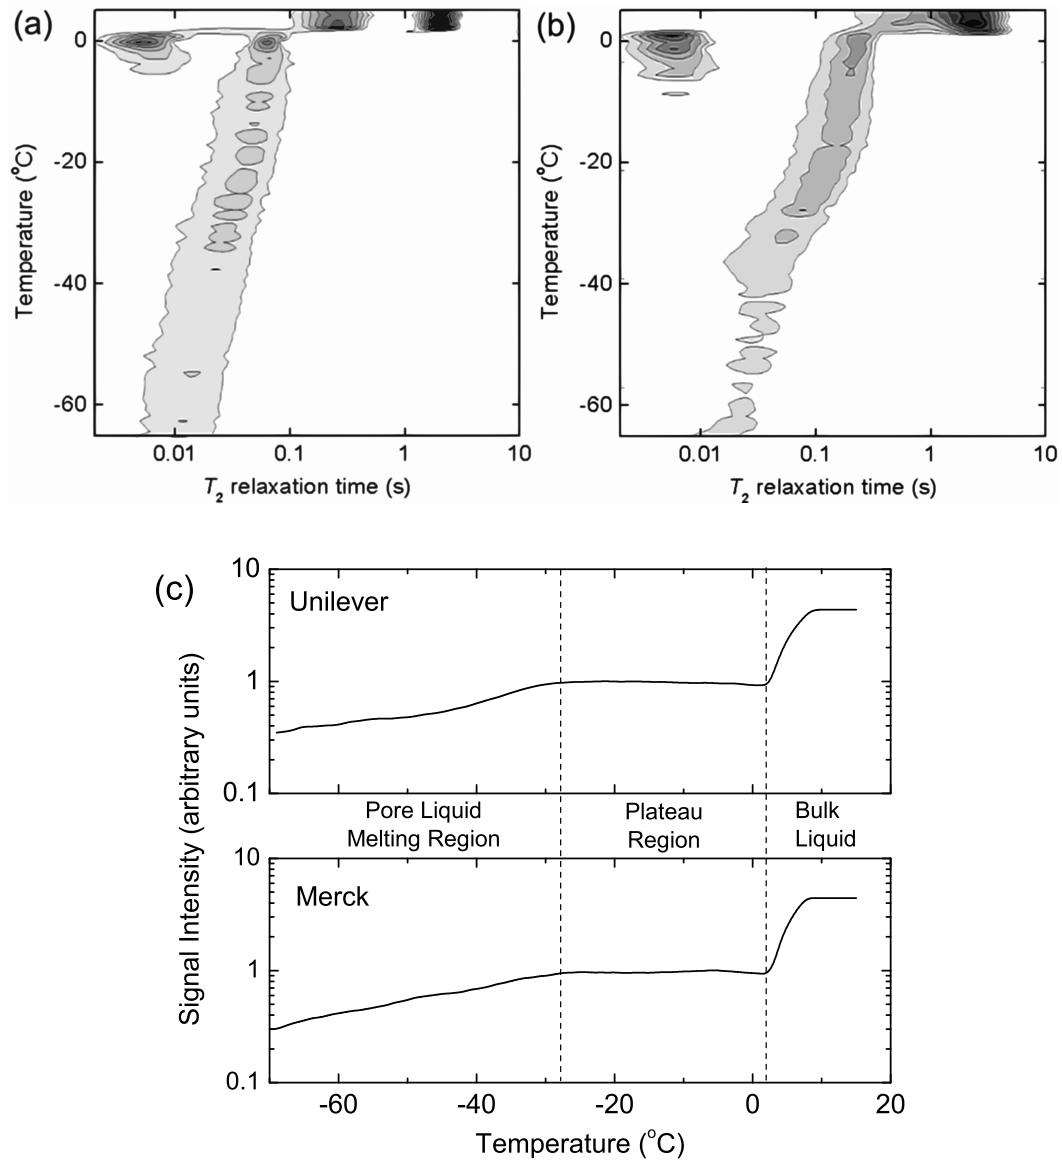 (a)
0
-20
-40
-60
Temperature (°C)
0.01
0.1
1
10
T2 relaxation time (s)
(b)
0
-20
-40
-60
Temperature (°C)
0.01
0.1
1
10
T2 relaxation time (s)
(c)
10
Unilever
1
0.1
Pore Liquid
Melting Region
Plateau
Region
Bulk
Liquid
10
Merck
1
0.1
Signal Intensity (arbitrary units)
-60
-40
-20
0
20
Temperature (°C)